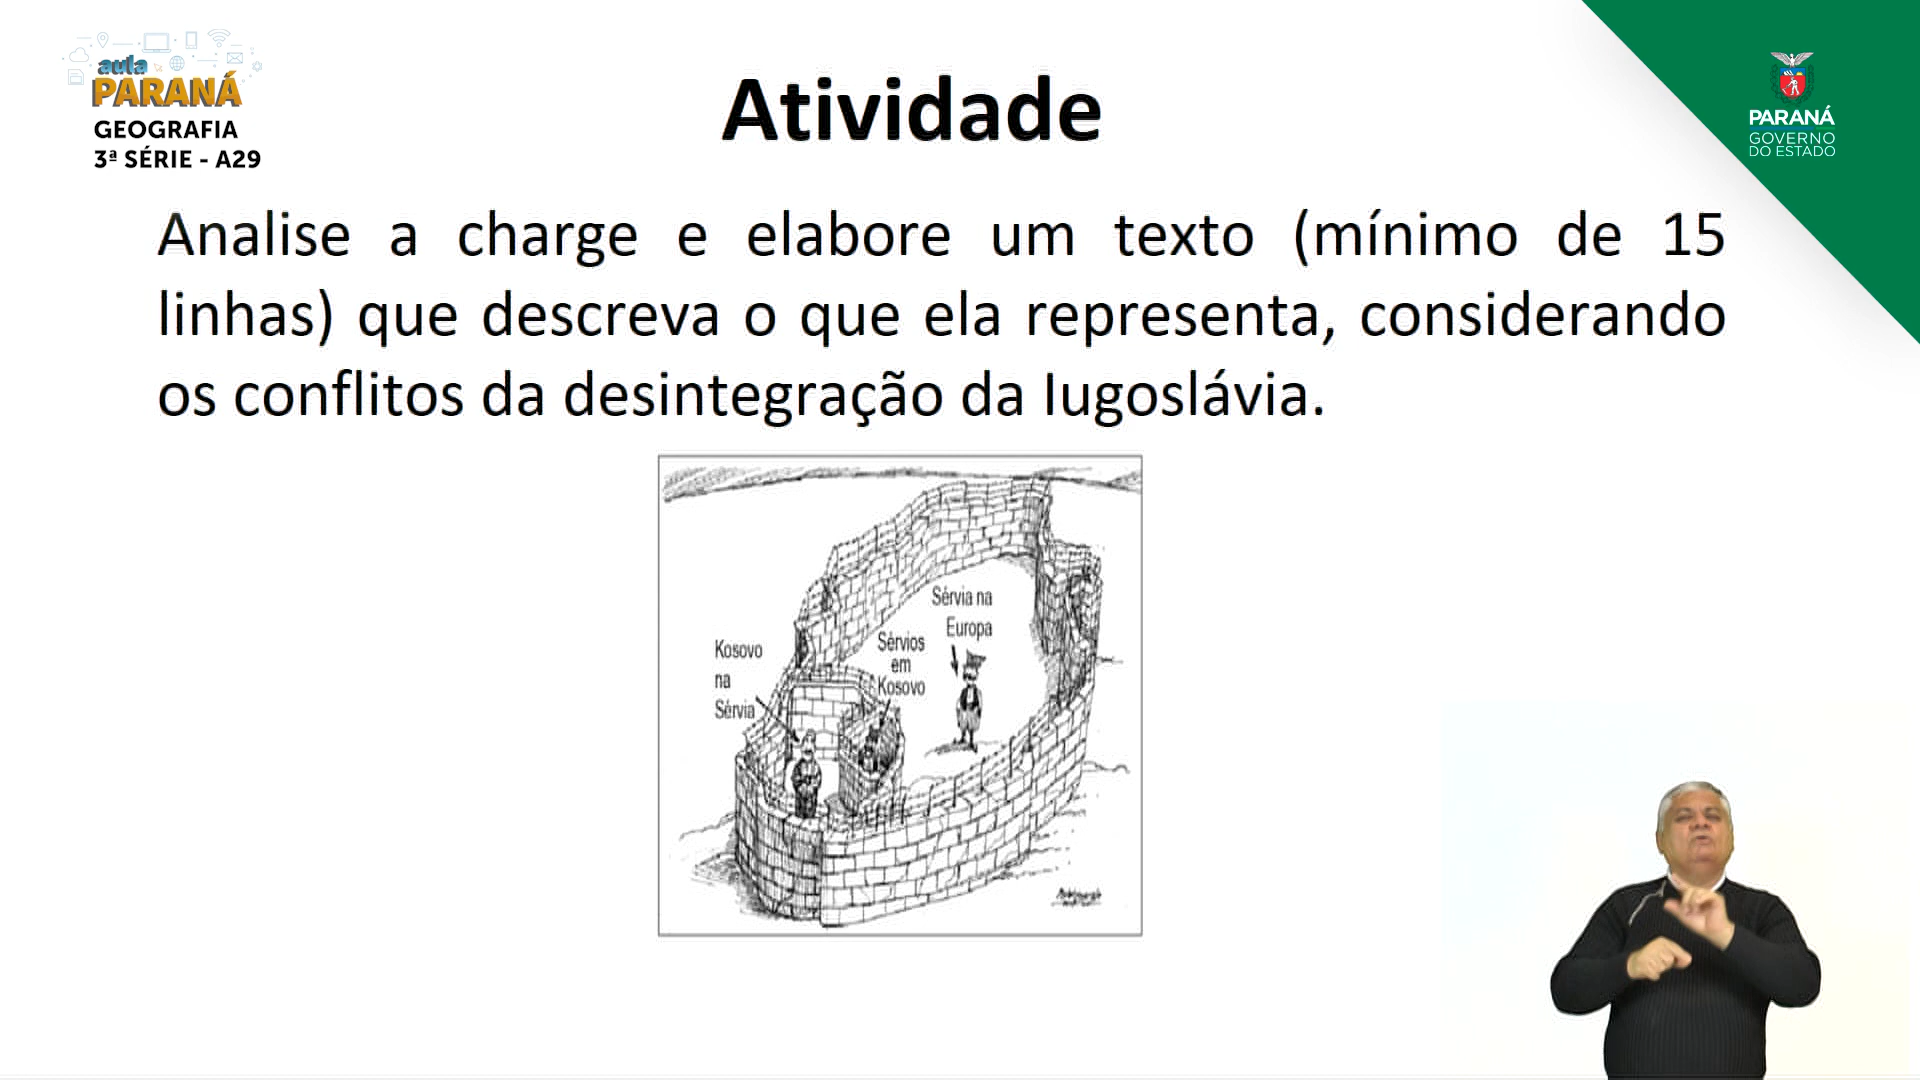 aula
PARANÁ
GEOGRAFIA
3ª SÉRIE - A29
Atividade
PARANÁ
GOVERNO
DO ESTADO
Analise a charge e elabore um texto (mínimo de 15
linhas) que descreva o que ela representa, considerando
os conflitos da desintegração da Iugoslávia.
Sérvia na
Europa
Sérvios
em
Kosovo
Kosovo
na
Sérvia